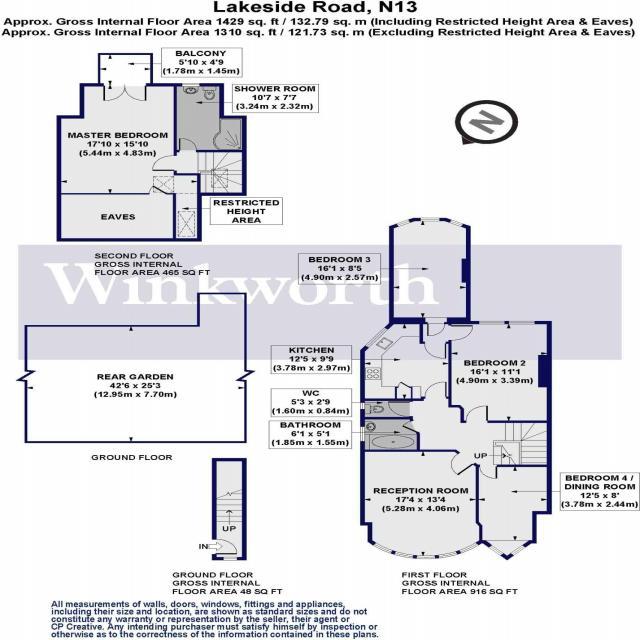 Lakeside Road, N13
Approx. Gross Internal Floor Area 1429 sq. ft / 132.79 sq. m (Including Restricted Height Area & Eaves)
Approx. Gross Internal Floor Area 1310 sq. ft / 121.73 sq. m (Excluding Restricted Height Area & Eaves)
BALCONY
5'10 x 4'9
(1.78m x 1.45m)
SHOWER ROOM
10'7 x 7'7
(3.24m x 2.32m)
MASTER BEDROOM
17'10 x 15'10
(5.44m x 4.83m)
N
EAVES
RESTRICTED
HEIGHT
AREA
SECOND FLOOR
GROSS INTERNAL
FLOOR AREA 465 SQ FT
Winkworth
BEDROOM 3
16'1 x 8'5
(4.90m x 2.57m)
KITCHEN
12'5 x 9'9
(3.78m x 2.97m)
BEDROOM 2
16'1 x 11'1
(4.90m x 3.39m)
REAR GARDEN
42'6 x 25'3
(12.95m x 7.70m)
WC
5'3 x 2'9
(1.60m x 0.84m)
BATHROOM
6'1 x 5'1
(1.85m x 1.55m)
GROUND FLOOR
UP
RECEPTION ROOM
17'4 x 13'4
(5.28m x 4.06m)
BEDROOM 4 /
DINING ROOM
12'5 x 8'
(3.78m x 2.44m)
UP
IN
GROUND FLOOR
GROSS INTERNAL
FLOOR AREA 48 SQ FT
FIRST FLOOR
GROSS INTERNAL
FLOOR AREA 916 SQ FT
All measurements of walls, doors, windows, fittings and appliances,
including their size and location, are shown as standard sizes and do not
constitute any warranty or representation by the seller, their agent or
CP Creative. Any intending purchaser must satisfy himself by inspection or
otherwise as to the correctness of the information contained in these plans.